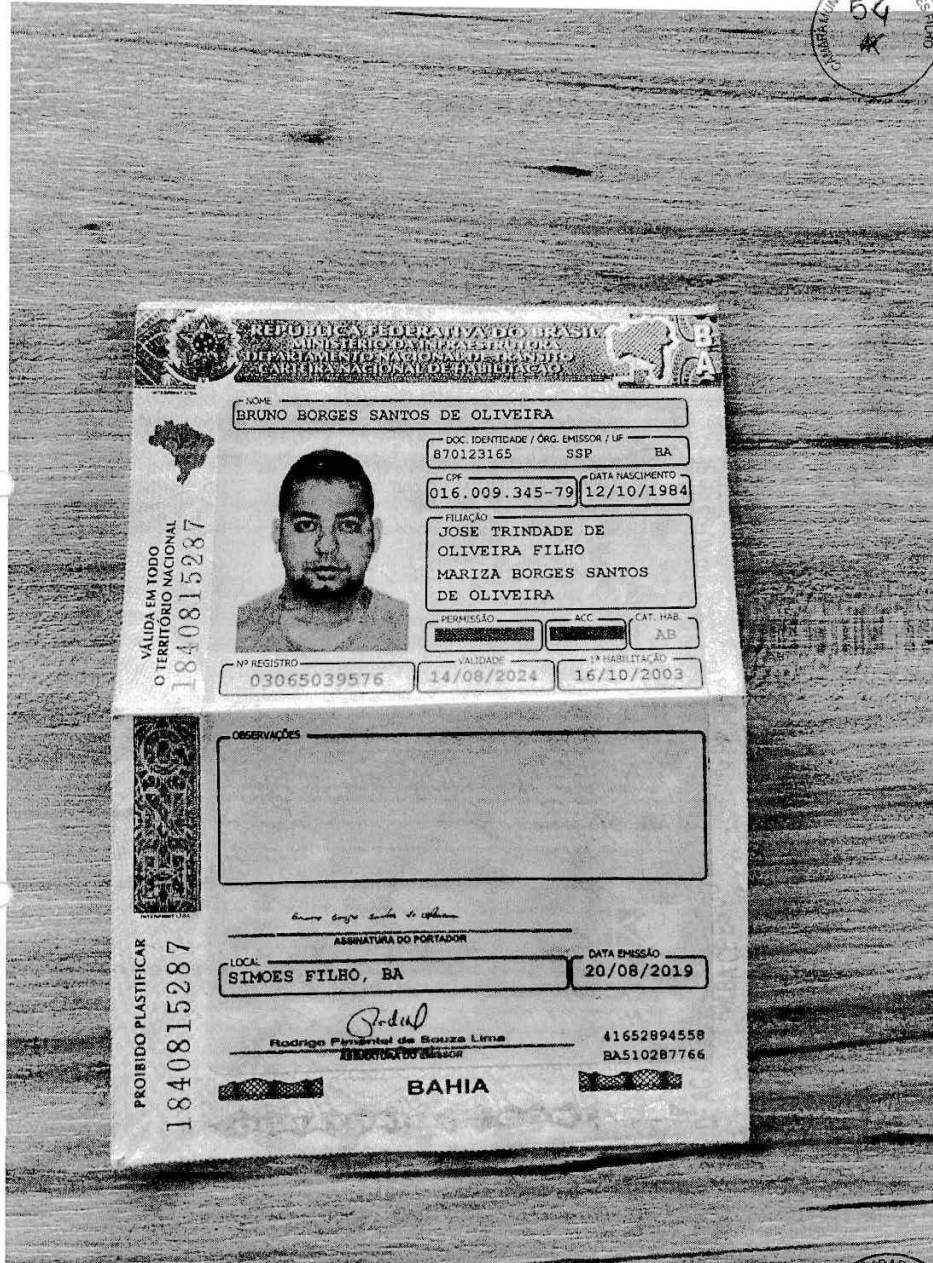 54
REPÚBLICA FEDERATIVA DO BRASIL
MINISTÉRIO DA INFRAESTRUTURA
DEPARTAMENTO NACIONAL DE TRÂNSITO
CARTEIRA NACIONAL DE HABILITAÇÃO
BA
NOME
BRUNO BORGES SANTOS DE OLIVEIRA
DOC. IDENTIDADE / ÓRG. EMISSOR / UF
870123165 SSP BA
CPF DATA NASCIMENTO
016.009.345-79 12/10/1984
FILIAÇÃO
JOSE TRINDADE DE
OLIVEIRA FILHO
MARIZA BORGES SANTOS
DE OLIVEIRA
PERMISSÃO ACC CAT. HAB.
AB
Nº REGISTRO VALIDADE 1ª HABILITAÇÃO
03065039576 14/08/2024 16/10/2003
VÁLIDA EM TODO
O TERRITÓRIO NACIONAL
1840815287
OBSERVAÇÕES
ASSINATURA DO PORTADOR
LOCAL DATA EMISSÃO
SIMOES FILHO, BA 20/08/2019
Rodrigo Pimentel de Souza Lima
ASSINATURA DO EMISSOR
41652894558
BA510287766
BAHIA
PROIBIDO PLASTIFICAR
1840815287